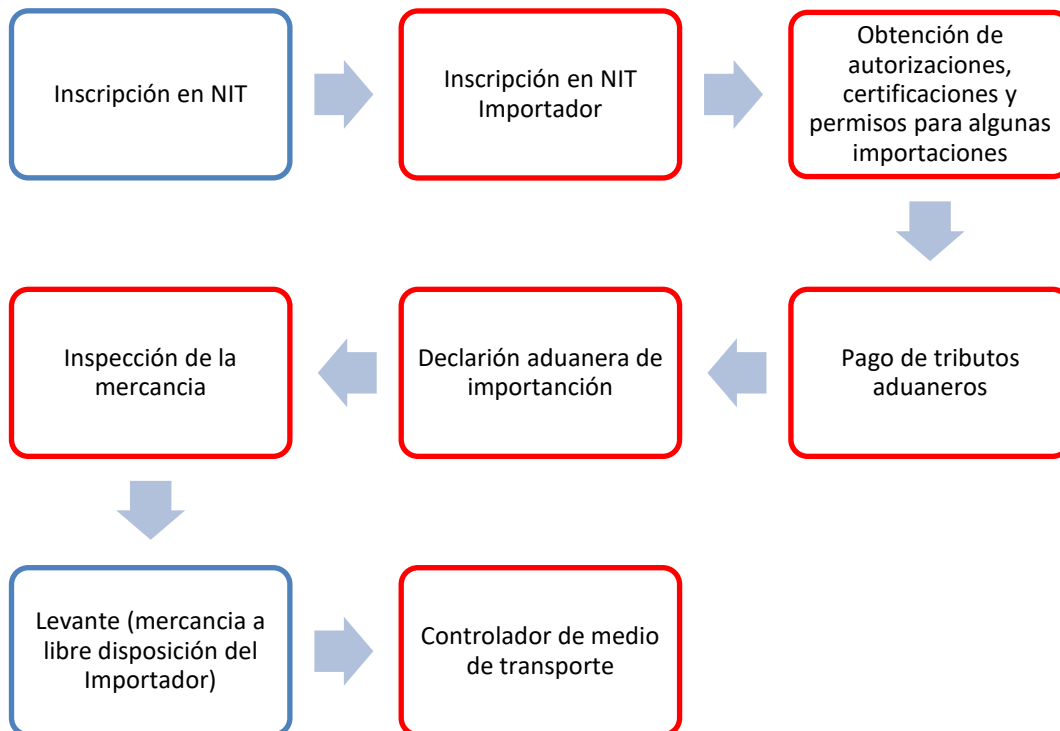 Inscripción en NIT
Inscripción en NIT
Importador
Obtención de
autorizaciones,
certificaciones y
permisos para algunas
importaciones
Pago de tributos
aduaneros
Declarión aduanera de
importanción
Inspección de la
mercancia
Levante (mercancia a
libre disposición del
Importador)
Controlador de medio
de transporte